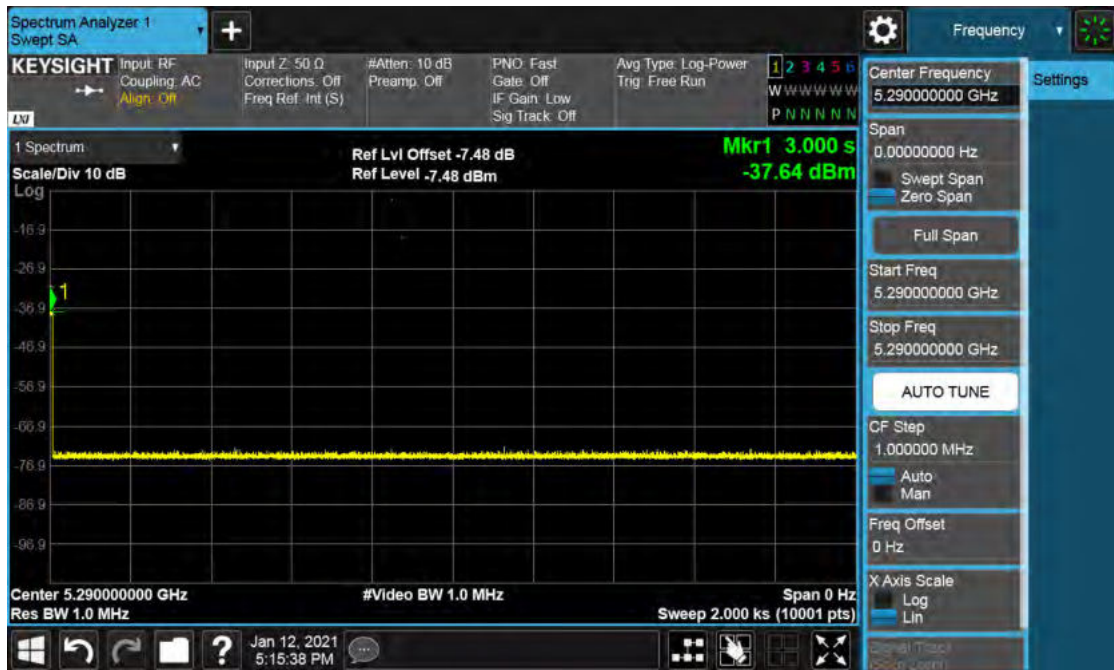 Spectrum Analyzer 1
Swept SA
+
Frequency
KEYSIGHT
Input: RF
Coupling: AC
Align: Off
Input Z: 50 Ω
Corrections: Off
Freq Ref: Int (S)
#Atten: 10 dB
Preamp: Off
PNO: Fast
Gate: Off
IF Gain: Low
Sig Track: Off
Avg Type: Log-Power
Trig: Free Run
1 2 3 4 5 6
W W W W W W
P N N N N N
LXI
1 Spectrum
Scale/Div 10 dB
Ref Lvl Offset -7.48 dB
Ref Level -7.48 dBm
Mkr1 3.000 s
-37.64 dBm
Log
-16.9
-26.9
1
-36.9
-46.9
-56.9
-66.9
-76.9
-86.9
-96.9
Center 5.290000000 GHz
#Video BW 1.0 MHz
Span 0 Hz
Res BW 1.0 MHz
Sweep 2.000 ks (10001 pts)
?
Jan 12, 2021
5:15:38 PM
Center Frequency
5.290000000 GHz
Settings
Span
0.00000000 Hz
Swept Span
Zero Span
Full Span
Start Freq
5.290000000 GHz
Stop Freq
5.290000000 GHz
AUTO TUNE
CF Step
1.000000 MHz
Auto
Man
Freq Offset
0 Hz
X Axis Scale
Log
Lin
Signal Track